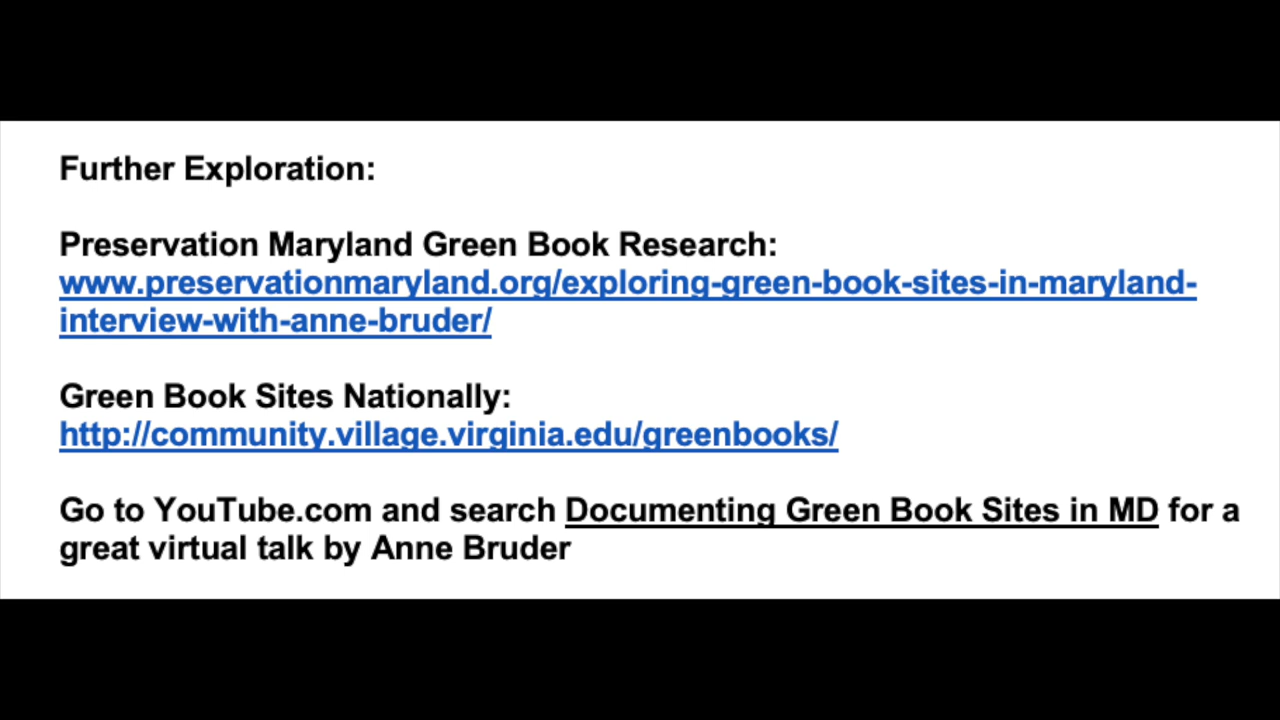 Further Exploration:
Preservation Maryland Green Book Research:
www.preservationmaryland.org/exploring-green-book-sites-in-maryland-
interview-with-anne-bruder/
Green Book Sites Nationally:
http://community.village.virginia.edu/greenbooks/
Go to YouTube.com and search Documenting Green Book Sites in MD for a
great virtual talk by Anne Bruder